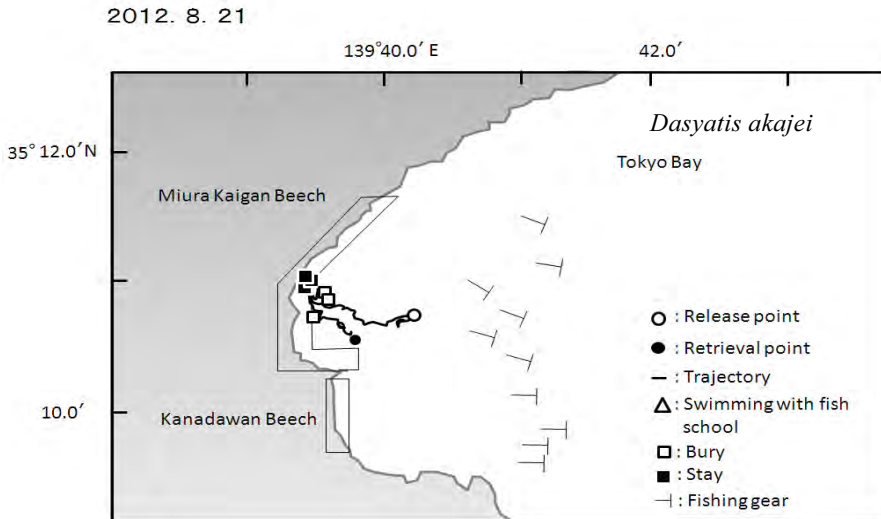 2012. 8. 21
139°40.0′ E
42.0′
Dasyatis akajei
35° 12.0′N
Tokyo Bay
Miura Kaigan Beech
: Release point
: Retrieval point
: Trajectory
10.0′
Kanadawan Beech
: Swimming with fish
school
: Bury
: Stay
: Fishing gear